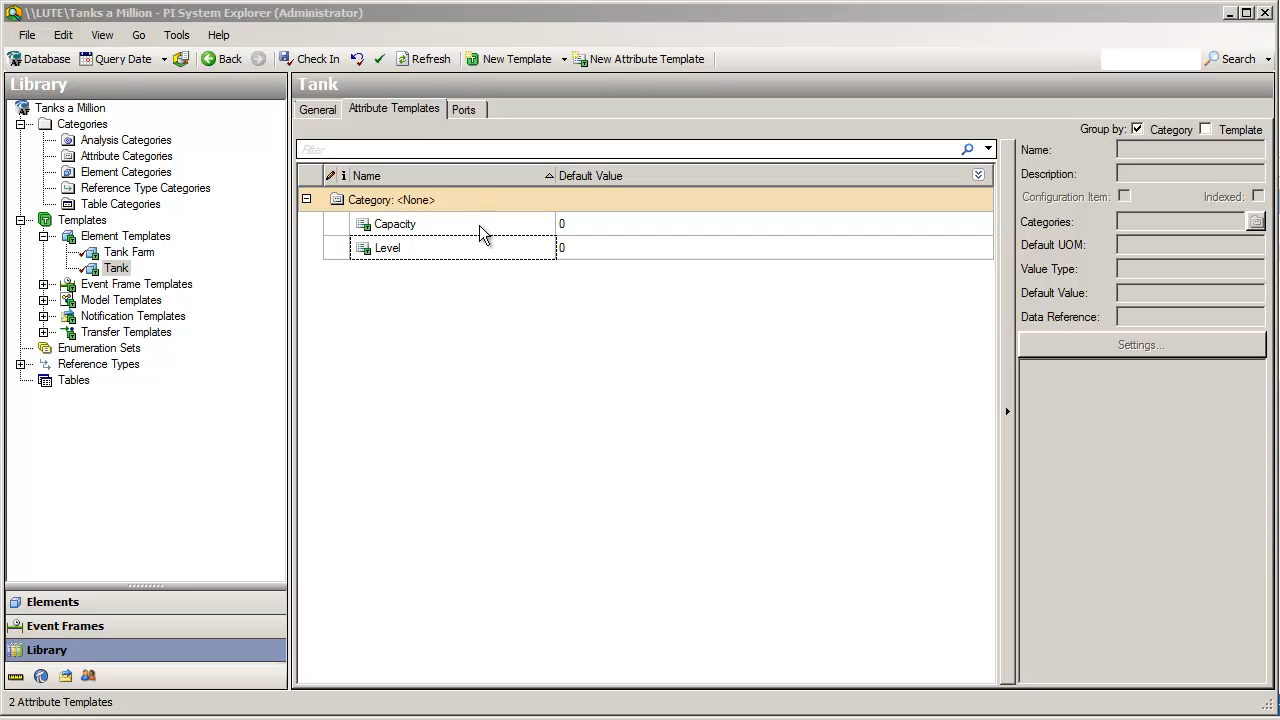 \\LUTE\Tanks a Million - PI System Explorer (Administrator)
File Edit View Go Tools Help
Database Query Date Back Check In Refresh New Template New Attribute Template Search
Library
Tanks a Million
Categories
Analysis Categories
Attribute Categories
Element Categories
Reference Type Categories
Table Categories
Templates
Element Templates
Tank Farm
Tank
Event Frame Templates
Model Templates
Notification Templates
Transfer Templates
Enumeration Sets
Reference Types
Tables
Elements
Event Frames
Library
Tank
General Attribute Templates Ports
Group by: Category Template
Filter
Name Default Value
Category: <None>
Capacity 0
Level 0
Name:
Description:
Configuration Item: Indexed:
Categories:
Default UOM:
Value Type:
Default Value:
Data Reference:
Settings...
2 Attribute Templates